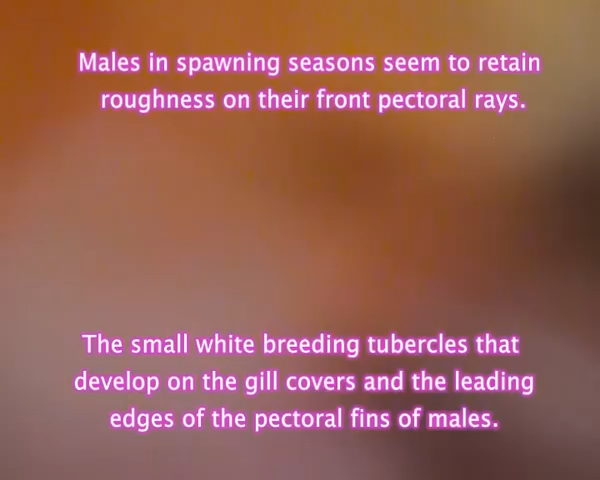 Males in spawning seasons seem to retain
roughness on their front pectoral rays.
The small white breeding tubercles that
develop on the gill covers and the leading
edges of the pectoral fins of males.